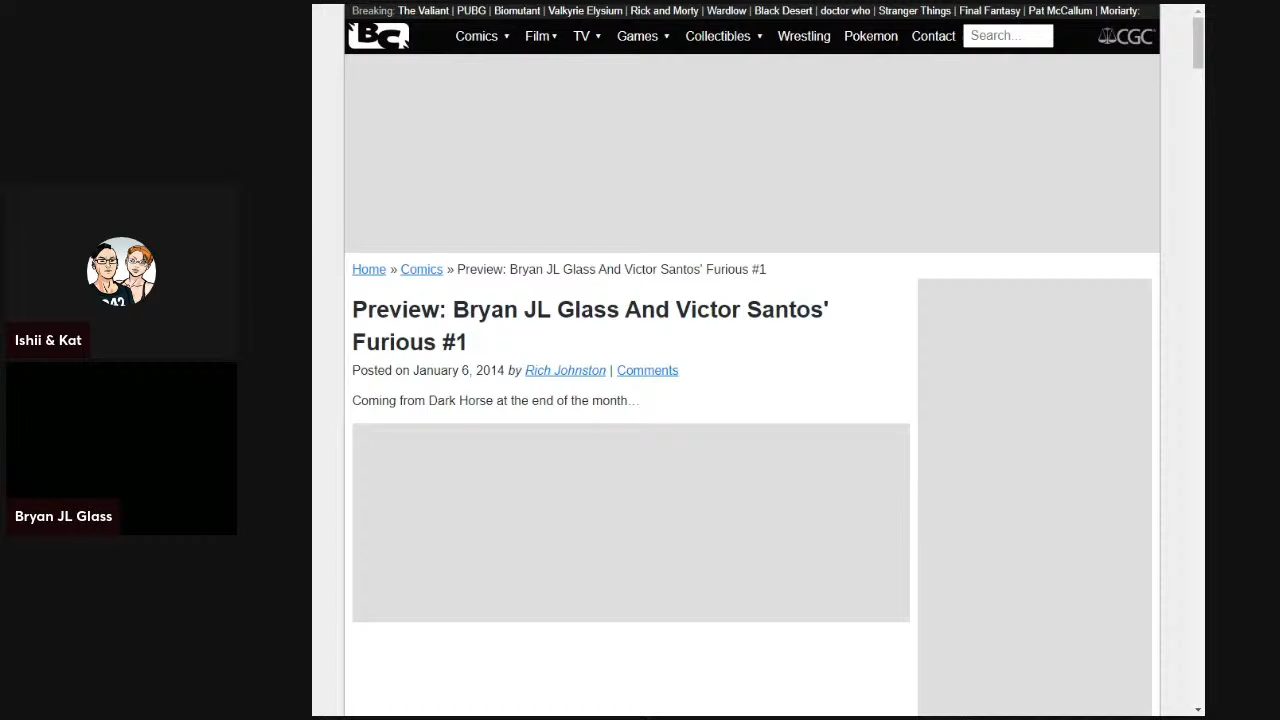 Breaking: The Valiant | PUBG | Biomutant | Valkyrie Elysium | Rick and Morty | Wardlow | Black Desert | doctor who | Stranger Things | Final Fantasy | Pat McCallum | Moriarty:
BC Comics ▾ Film ▾ TV ▾ Games ▾ Collectibles ▾ Wrestling Pokemon Contact Search... CGC
Home » Comics » Preview: Bryan JL Glass And Victor Santos' Furious #1
Preview: Bryan JL Glass And Victor Santos'
Furious #1
Posted on January 6, 2014 by Rich Johnston | Comments
Coming from Dark Horse at the end of the month…
Ishii & Kat
Bryan JL Glass